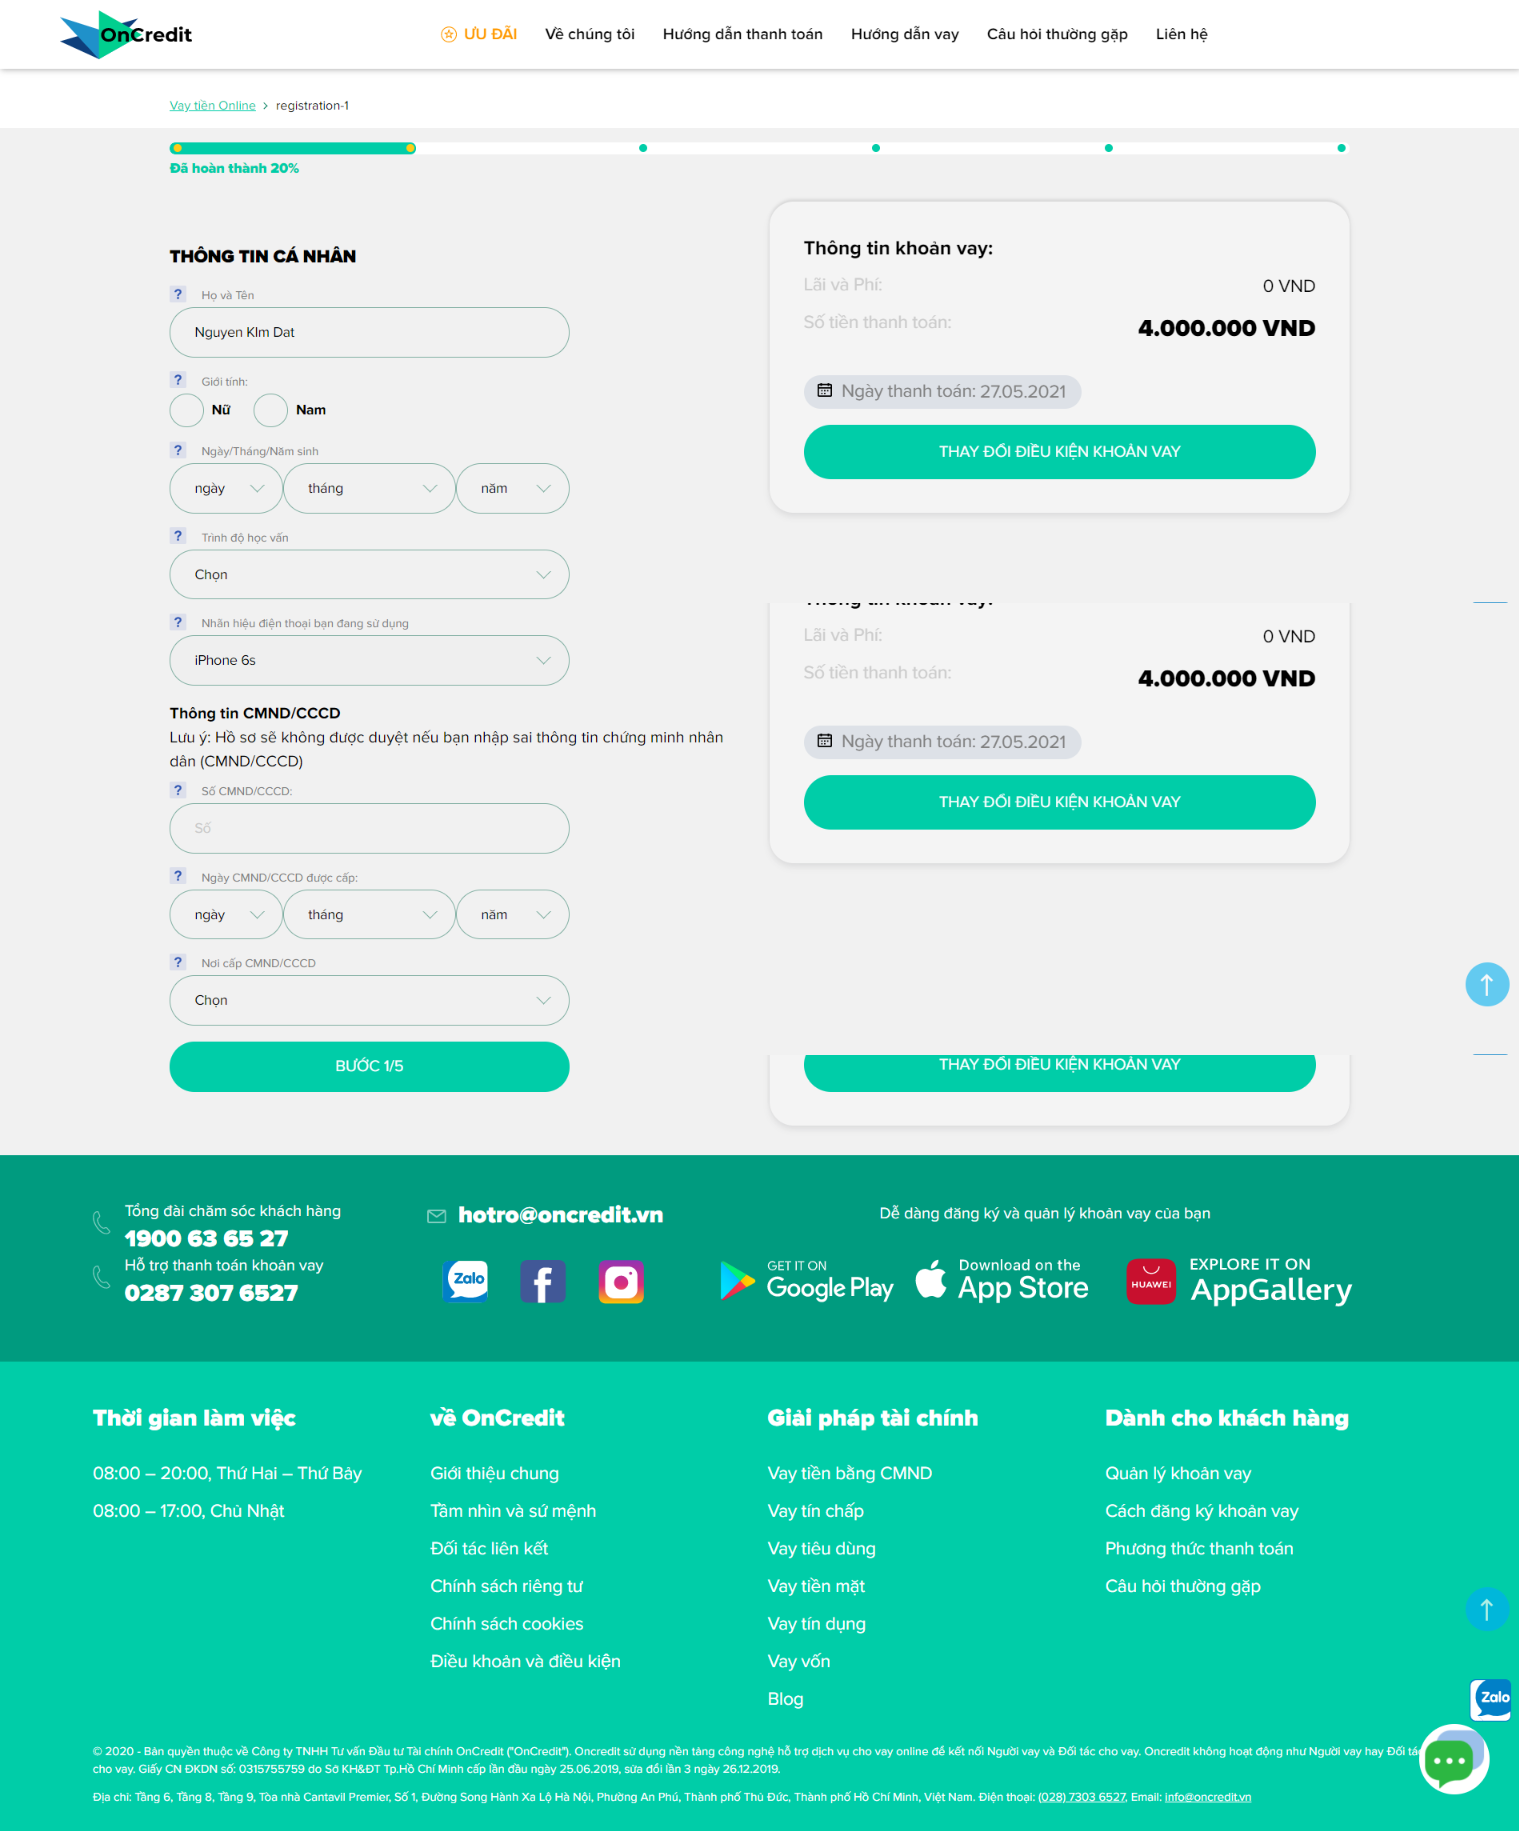 OnCredit
ƯU ĐÃI
Về chúng tôi
Hướng dẫn thanh toán
Hướng dẫn vay
Câu hỏi thường gặp
Liên hệ
Vay tiền Online > registration-1
Đã hoàn thành 20%
THÔNG TIN CÁ NHÂN
? Họ và Tên
Nguyen KIm Dat
? Giới tính:
Nữ Nam
? Ngày/Tháng/Năm sinh
ngày tháng năm
? Trình độ học vấn
Chọn
? Nhãn hiệu điện thoại bạn đang sử dụng
iPhone 6s
Thông tin CMND/CCCD
Lưu ý: Hồ sơ sẽ không được duyệt nếu bạn nhập sai thông tin chứng minh nhân
dân (CMND/CCCD)
? Số CMND/CCCD:
Số
? Ngày CMND/CCCD được cấp:
ngày tháng năm
? Nơi cấp CMND/CCCD
Chọn
BƯỚC 1/5
Thông tin khoản vay:
Lãi và Phí: 0 VND
Số tiền thanh toán: 4.000.000 VND
Ngày thanh toán: 27.05.2021
THAY ĐỔI ĐIỀU KIỆN KHOẢN VAY
Thông tin khoản vay:
Lãi và Phí: 0 VND
Số tiền thanh toán: 4.000.000 VND
Ngày thanh toán: 27.05.2021
THAY ĐỔI ĐIỀU KIỆN KHOẢN VAY
THAY ĐỔI ĐIỀU KIỆN KHOẢN VAY
Tổng đài chăm sóc khách hàng
1900 63 65 27
Hỗ trợ thanh toán khoản vay
0287 307 6527
hotro@oncredit.vn
Zalo
Dễ dàng đăng ký và quản lý khoản vay của bạn
GET IT ON
Google Play
Download on the
App Store
HUAWEI
EXPLORE IT ON
AppGallery
Thời gian làm việc
08:00 – 20:00, Thứ Hai – Thứ Bảy
08:00 – 17:00, Chủ Nhật
về OnCredit
Giới thiệu chung
Tầm nhìn và sứ mệnh
Đối tác liên kết
Chính sách riêng tư
Chính sách cookies
Điều khoản và điều kiện
Giải pháp tài chính
Vay tiền bằng CMND
Vay tín chấp
Vay tiêu dùng
Vay tiền mặt
Vay tín dụng
Vay vốn
Blog
Dành cho khách hàng
Quản lý khoản vay
Cách đăng ký khoản vay
Phương thức thanh toán
Câu hỏi thường gặp
Zalo
© 2020 - Bản quyền thuộc về Công ty TNHH Tư vấn Đầu tư Tài chính OnCredit ("OnCredit"). Oncredit sử dụng nền tảng công nghệ hỗ trợ dịch vụ cho vay online để kết nối Người vay và Đối tác cho vay. Oncredit không hoạt động như Người vay hay Đối tác
cho vay. Giấy CN ĐKDN số: 0315755759 do Sở KH&ĐT Tp.Hồ Chí Minh cấp lần đầu ngày 25.06.2019, sửa đổi lần 3 ngày 26.12.2019.
Địa chỉ: Tầng 6, Tầng 8, Tầng 9, Tòa nhà Cantavil Premier, Số 1, Đường Song Hành Xa Lộ Hà Nội, Phường An Phú, Thành phố Thủ Đức, Thành phố Hồ Chí Minh, Việt Nam. Điện thoại: (028) 7303 6527, Email: info@oncredit.vn